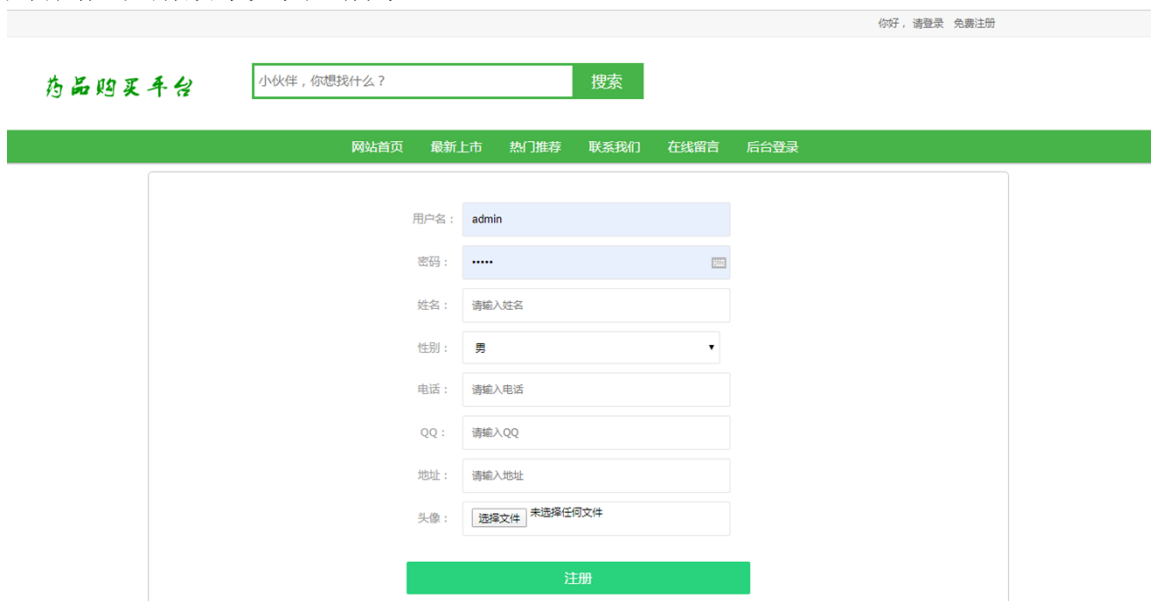 你好，请登录 免费注册
药品购买平台
小伙伴，你想找什么？ 搜索
网站首页 最新上市 热门推荐 联系我们 在线留言 后台登录
用户名： admin
密码： •••••
姓名： 请输入姓名
性别： 男
电话： 请输入电话
QQ： 请输入QQ
地址： 请输入地址
头像： 选择文件 未选择任何文件
注册